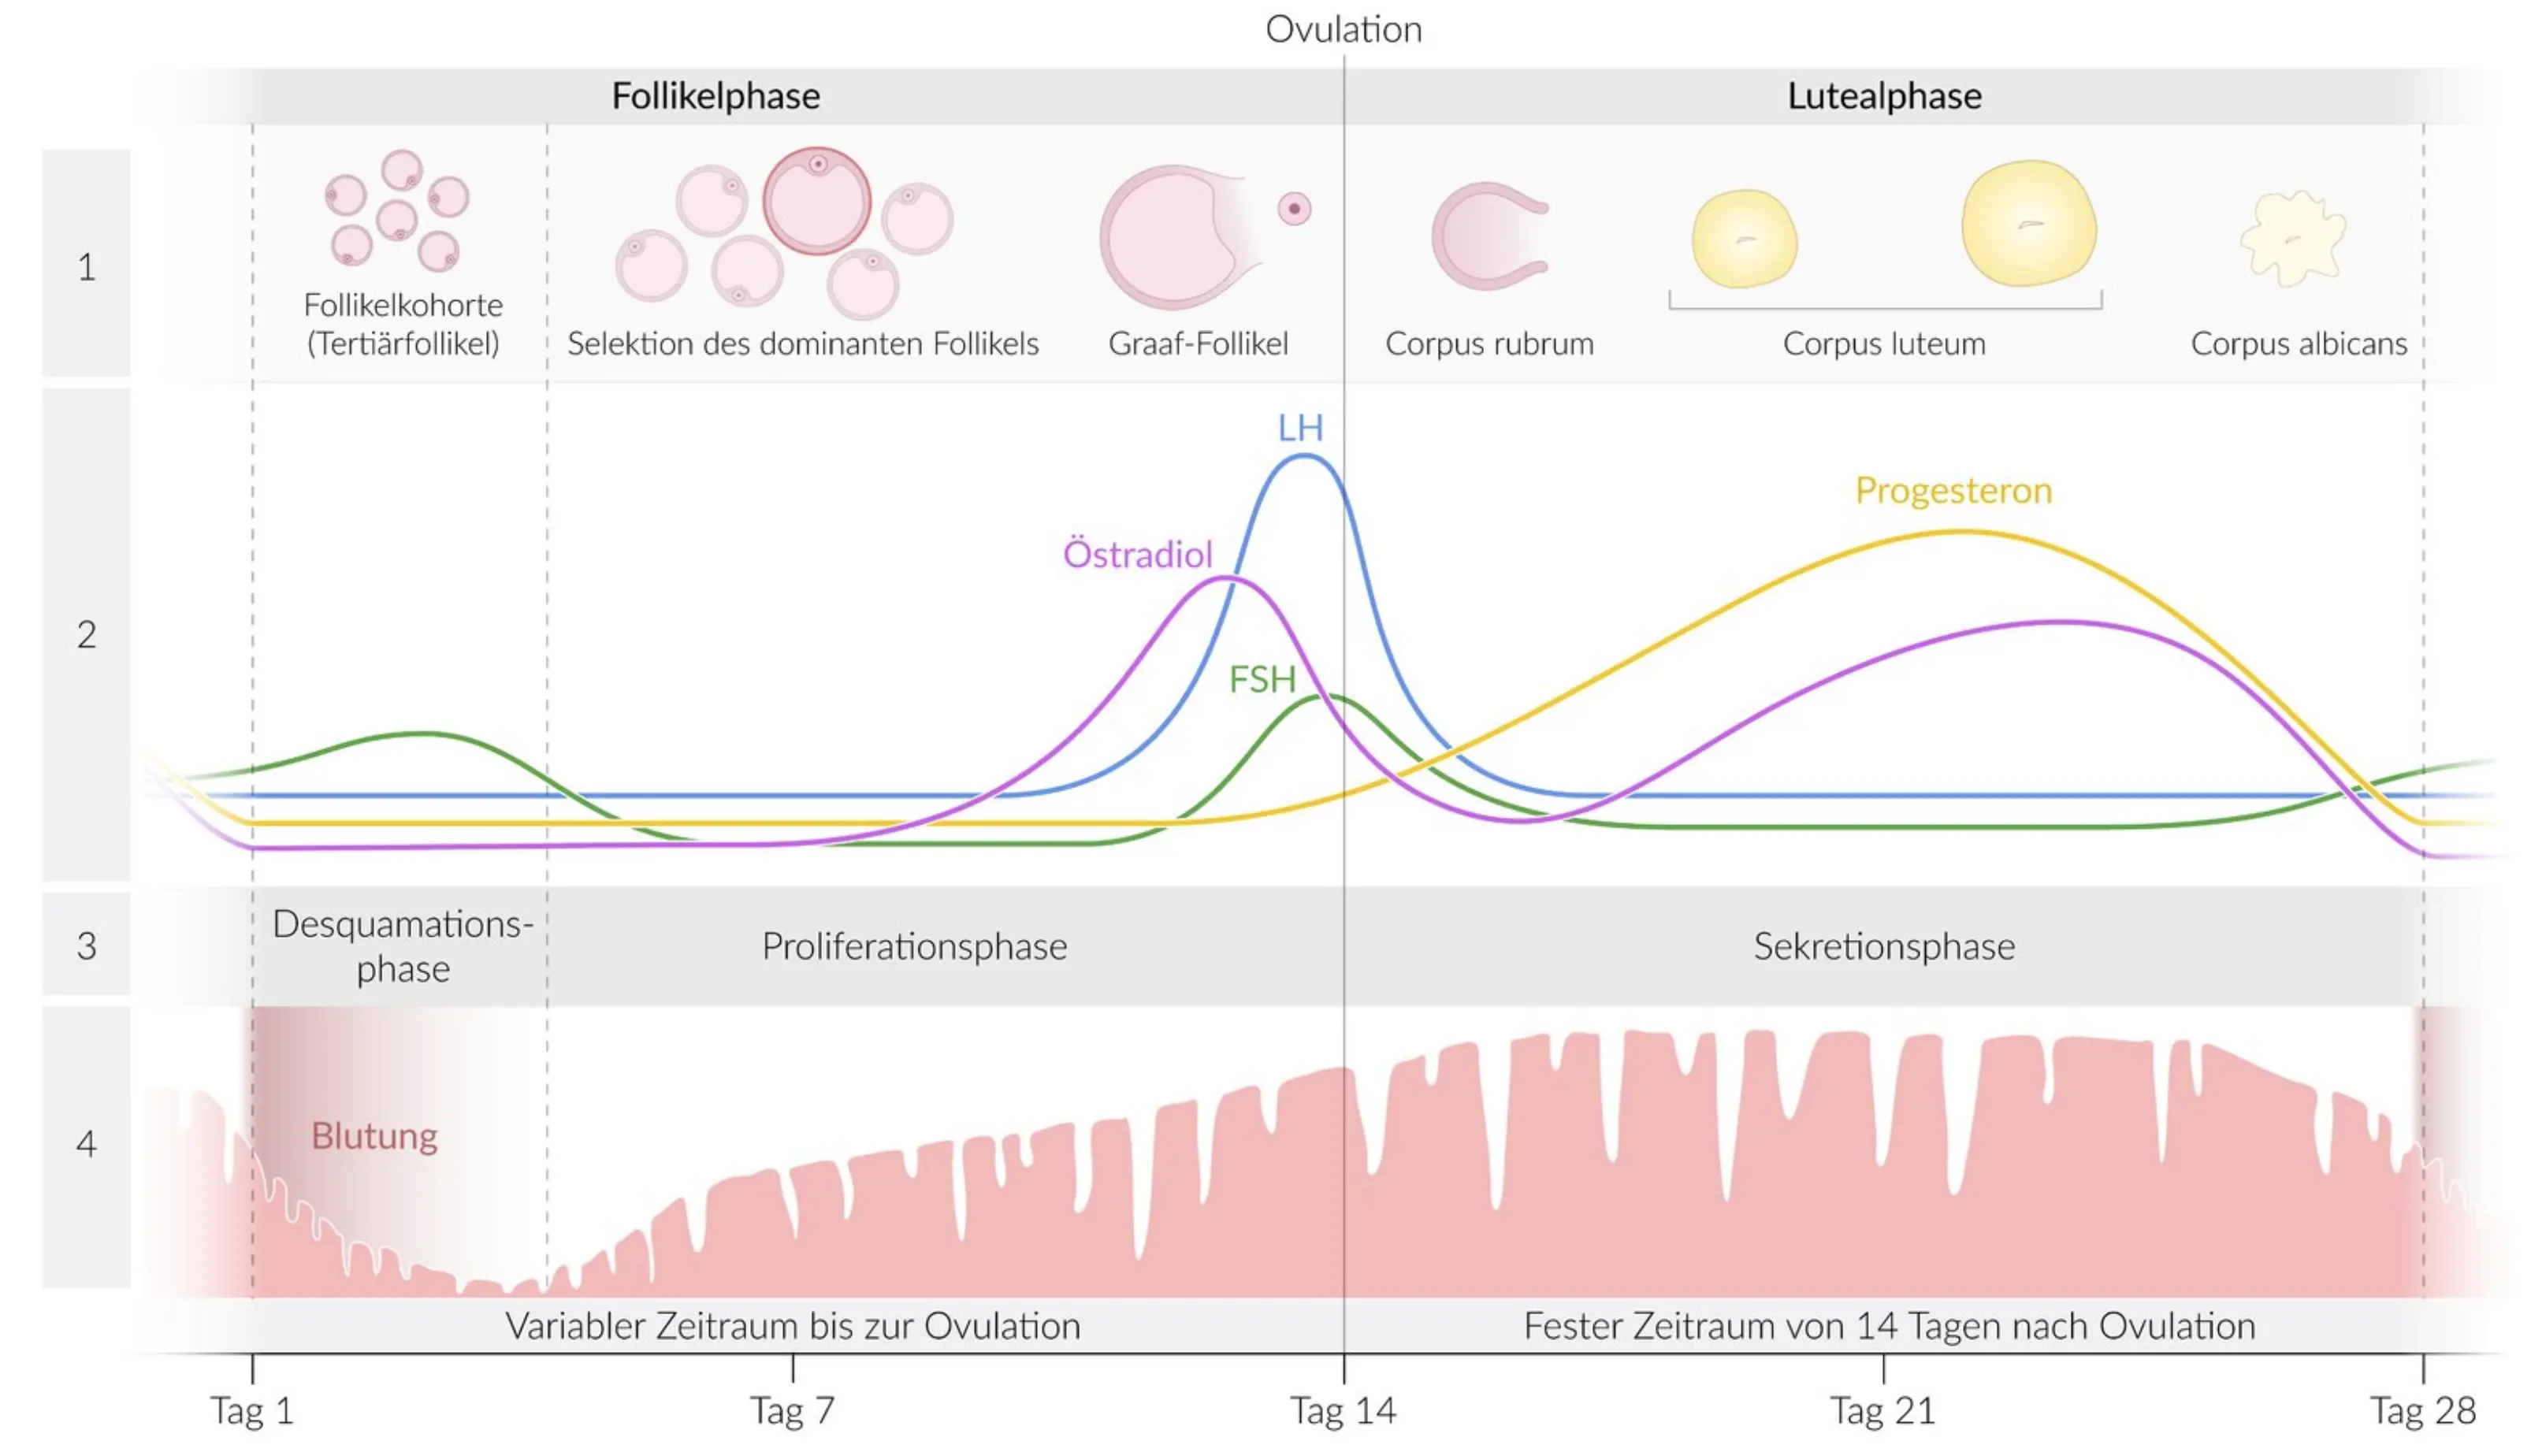 Ovulation
Follikelphase
Lutealphase
1
Follikelkohorte
(Tertiärfollikel)
Selektion des dominanten Follikels
Graaf-Follikel
Corpus rubrum
Corpus luteum
Corpus albicans
2
LH
Östradiol
FSH
Progesteron
3
Desquamations-
phase
Proliferationsphase
Sekretionsphase
4
Blutung
Variabler Zeitraum bis zur Ovulation
Fester Zeitraum von 14 Tagen nach Ovulation
Tag 1
Tag 7
Tag 14
Tag 21
Tag 28